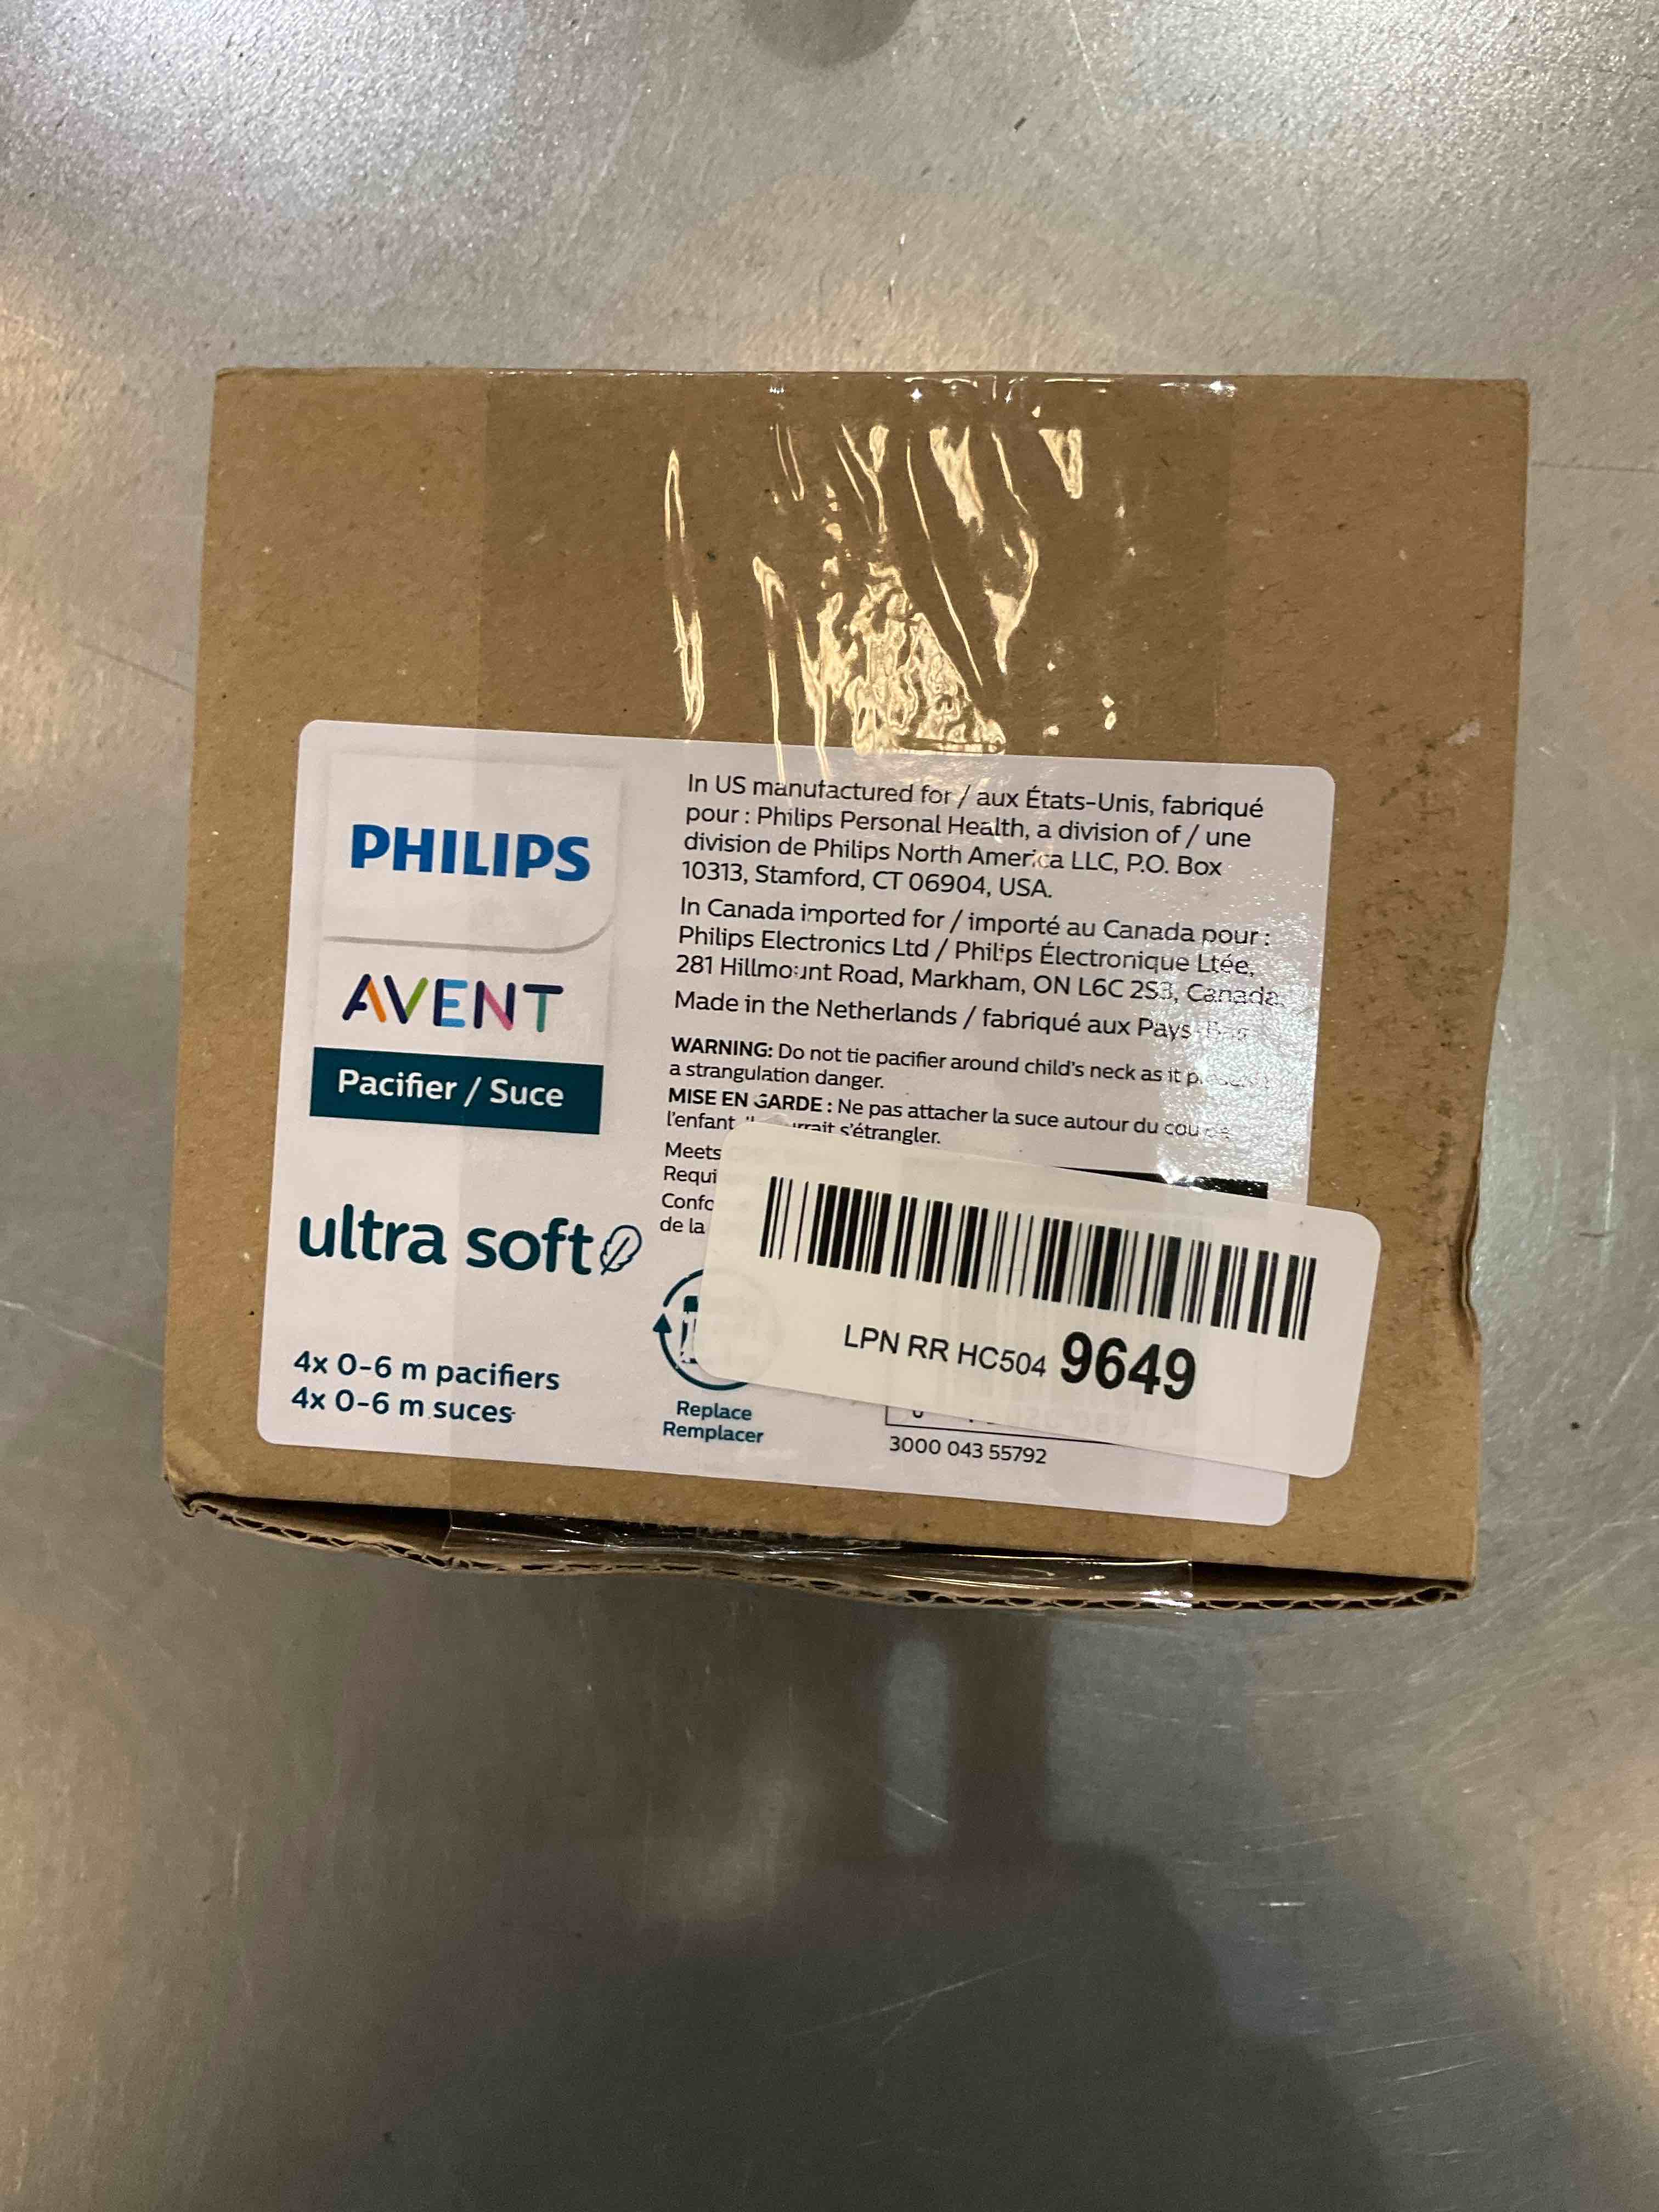 PHILIPS
AVENT
Pacifier / Suce
ultra soft
4x 0-6 m pacifiers
4x 0-6 m suces
In US manufactured for / aux États-Unis, fabriqué
pour : Philips Personal Health, a division of / une
division de Philips North America LLC, P.O. Box
10313, Stamford, CT 06904, USA.
In Canada imported for / importé au Canada pour :
Philips Electronics Ltd / Philips Électronique Ltée,
281 Hillmount Road, Markham, ON L6C 2S3, Canada.
Made in the Netherlands / fabriqué aux Pays-Bas
WARNING: Do not tie pacifier around child's neck as it
a strangulation danger.
MISE EN GARDE : Ne pas attacher la suce autour du cou
l'enfant s'étrangler.
Meets
de la
Replace
Remplacer
LPN RR HC504 9649
3000 043 55792